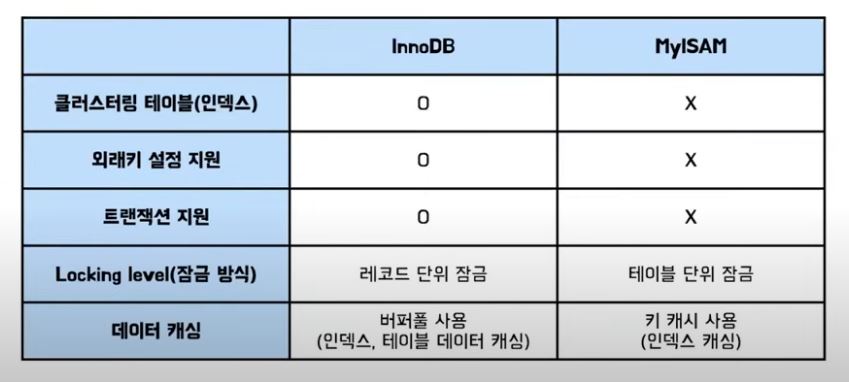 InnoDB MyISAM
클러스터링 테이블(인덱스) O X
외래키 설정 지원 O X
트랜잭션 지원 O X
Locking level(잠금 방식) 레코드 단위 잠금 테이블 단위 잠금
데이터 캐싱 버퍼풀 사용 키 캐시 사용
(인덱스, 테이블 데이터 캐싱) (인덱스 캐싱)